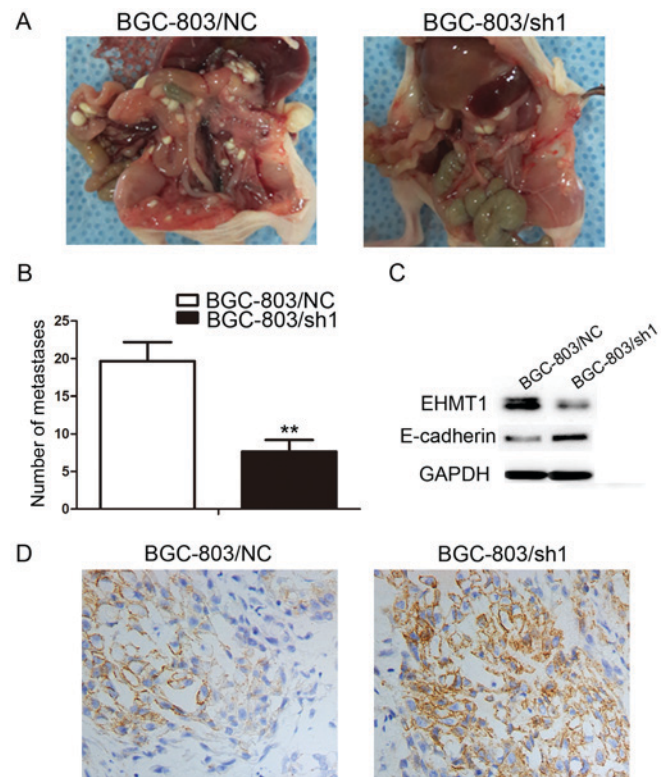 A
BGC-803/NC
BGC-803/sh1
B
BGC-803/NC
BGC-803/sh1
Number of metastases
25
20
15
10
5
0
**
C
BGC-803/NC
BGC-803/sh1
EHMT1
E-cadherin
GAPDH
D
BGC-803/NC
BGC-803/sh1